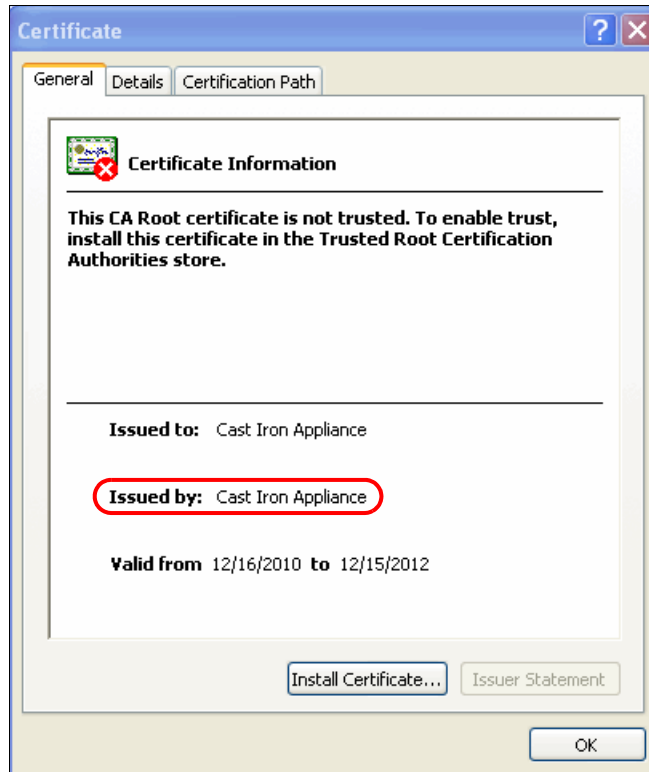 Certificate
General
Details
Certification Path
Certificate Information
This CA Root certificate is not trusted. To enable trust,
install this certificate in the Trusted Root Certification
Authorities store.
Issued to: Cast Iron Appliance
Issued by: Cast Iron Appliance
Valid from 12/16/2010 to 12/15/2012
Install Certificate...
Issuer Statement
OK